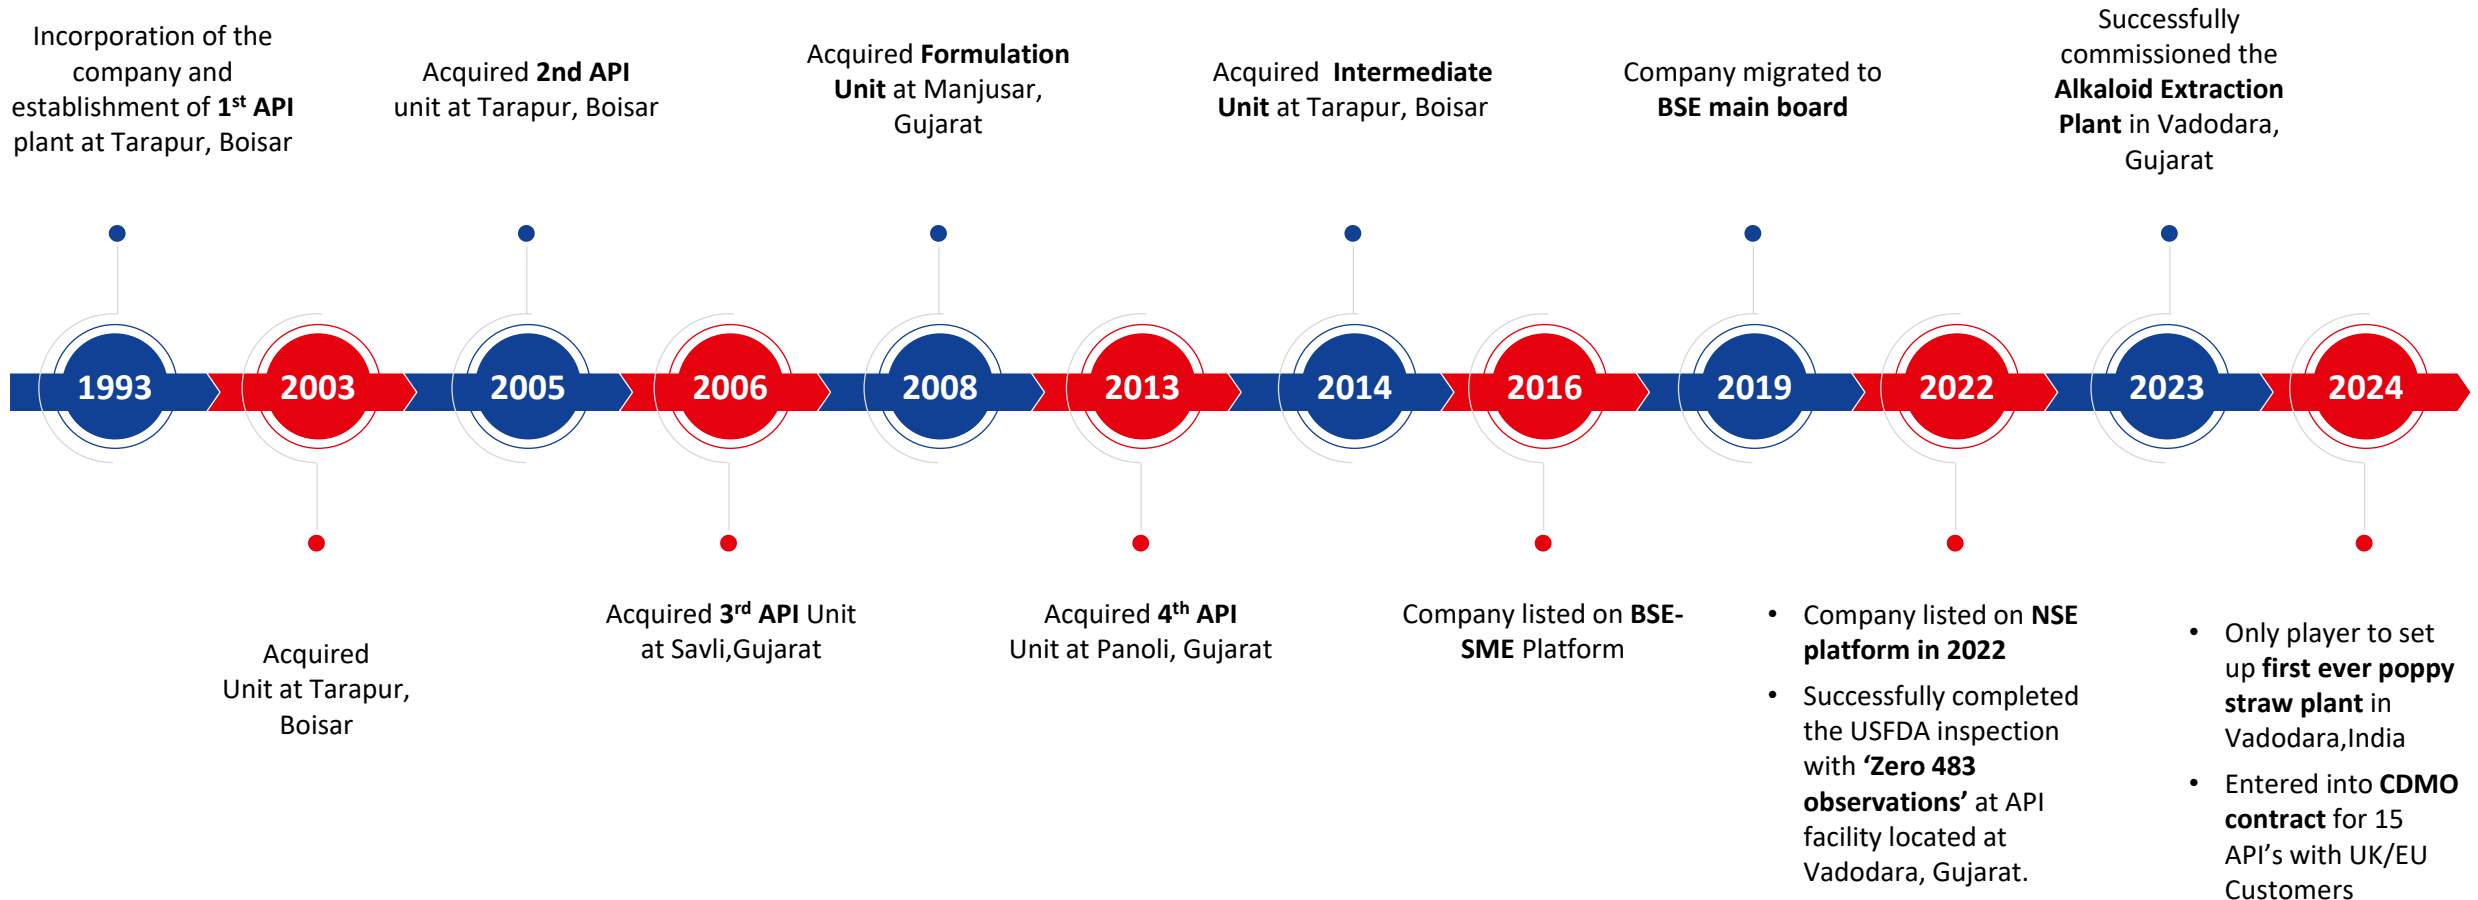 Incorporation of the
company and
establishment of 1st API
plant at Tarapur, Boisar
Acquired 2nd API
unit at Tarapur, Boisar
Acquired Formulation
Unit at Manjusar,
Gujarat
Acquired Intermediate
Unit at Tarapur, Boisar
Company migrated to
BSE main board
Successfully
commissioned the
Alkaloid Extraction
Plant in Vadodara,
Gujarat
1993
2003
2005
2006
2008
2013
2014
2016
2019
2022
2023
2024
Acquired
Unit at Tarapur,
Boisar
Acquired 3rd API Unit
at Savli,Gujarat
Acquired 4th API
Unit at Panoli, Gujarat
Company listed on BSE-
SME Platform
• Company listed on NSE
platform in 2022
• Successfully completed
the USFDA inspection
with ‘Zero 483
observations’ at API
facility located at
Vadodara, Gujarat.
• Only player to set
up first ever poppy
straw plant in
Vadodara,India
• Entered into CDMO
contract for 15
API’s with UK/EU
Customers